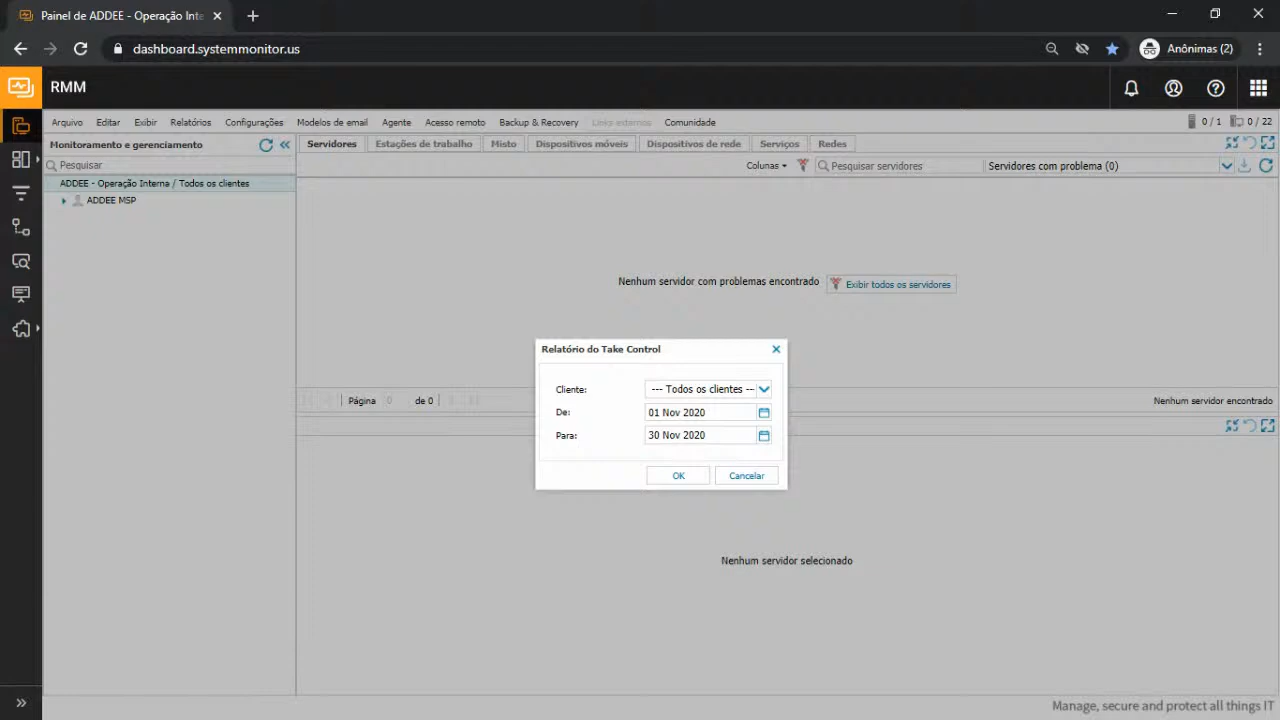 Painel de ADDEE - Operação Inte
dashboard.systemmonitor.us
Anônimas (2)
RMM
Arquivo Editar Exibir Relatórios Configurações Modelos de email Agente Acesso remoto Backup & Recovery Links externos Comunidade
0 / 1 0 / 22
Monitoramento e gerenciamento
Servidores Estações de trabalho Misto Dispositivos móveis Dispositivos de rede Serviços Redes
Pesquisar
Colunas
Pesquisar servidores
Servidores com problema (0)
ADDEE - Operação Interna / Todos os clientes
ADDEE MSP
Nenhum servidor com problemas encontrado
Exibir todos os servidores
Relatório do Take Control
Cliente: --- Todos os clientes ---
De: 01 Nov 2020
Para: 30 Nov 2020
OK Cancelar
Página 0 de 0
Nenhum servidor encontrado
Nenhum servidor selecionado
Manage, secure and protect all things IT